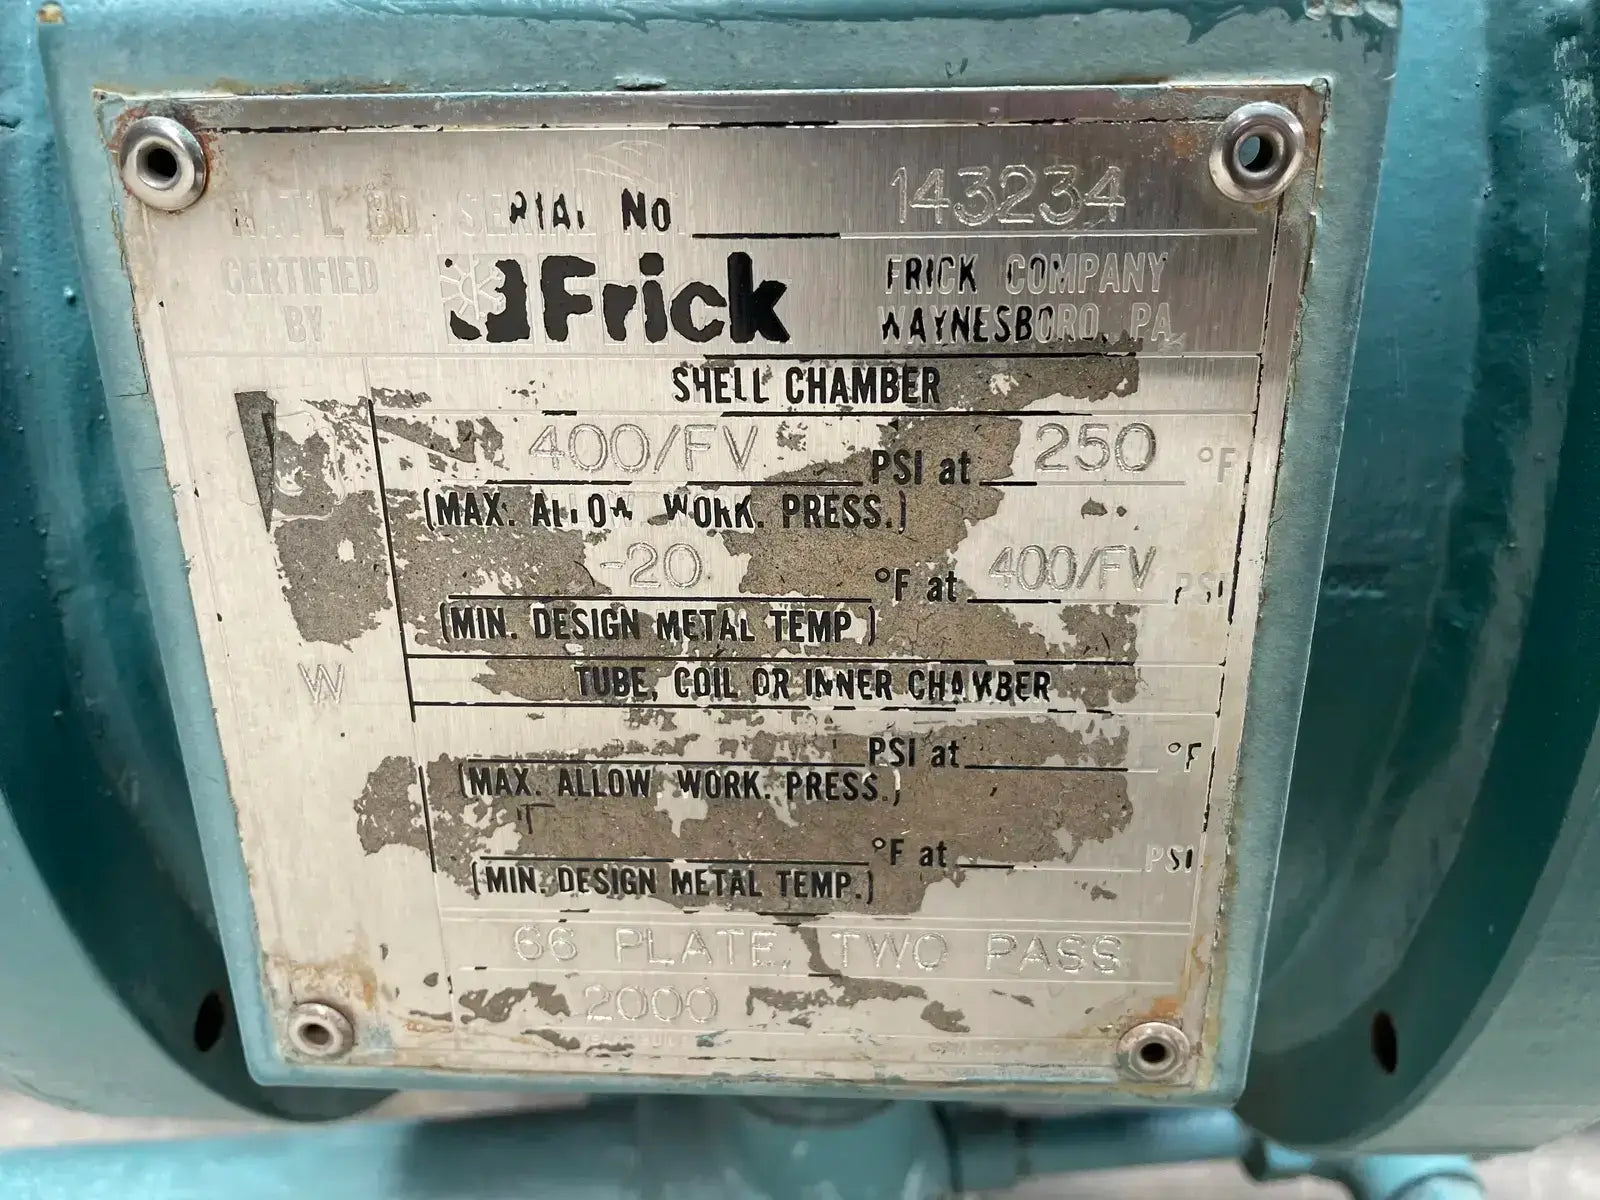 NAT'L BD. SERIAL No. 143234
CERTIFIED BY
Frick
FRICK COMPANY
WAYNESBORO, PA.
SHELL CHAMBER
400/FV PSI at 250 °F
(MAX. ALLOW WORK. PRESS.)
-20 °F at 400/FV PSI
(MIN. DESIGN METAL TEMP.)
W
TUBE, COIL OR INNER CHAMBER
PSI at °F
(MAX. ALLOW WORK. PRESS.)
°F at PSI
(MIN. DESIGN METAL TEMP.)
66 PLATE, TWO PASS
2000